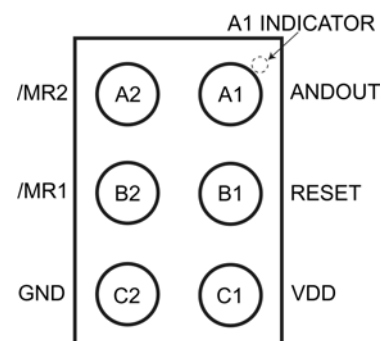 A1 INDICATOR
/MR2 A2 A1 ANDOUT
/MR1 B2 B1 RESET
GND C2 C1 VDD